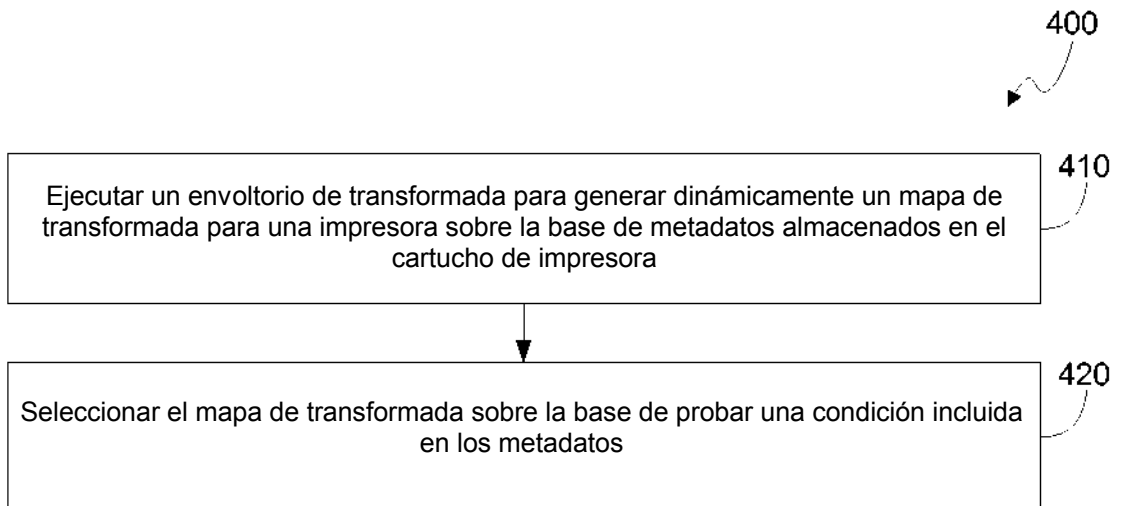 400
410
Ejecutar un envoltorio de transformada para generar dinámicamente un mapa de
transformada para una impresora sobre la base de metadatos almacenados en el
cartucho de impresora
420
Seleccionar el mapa de transformada sobre la base de probar una condición incluida
en los metadatos